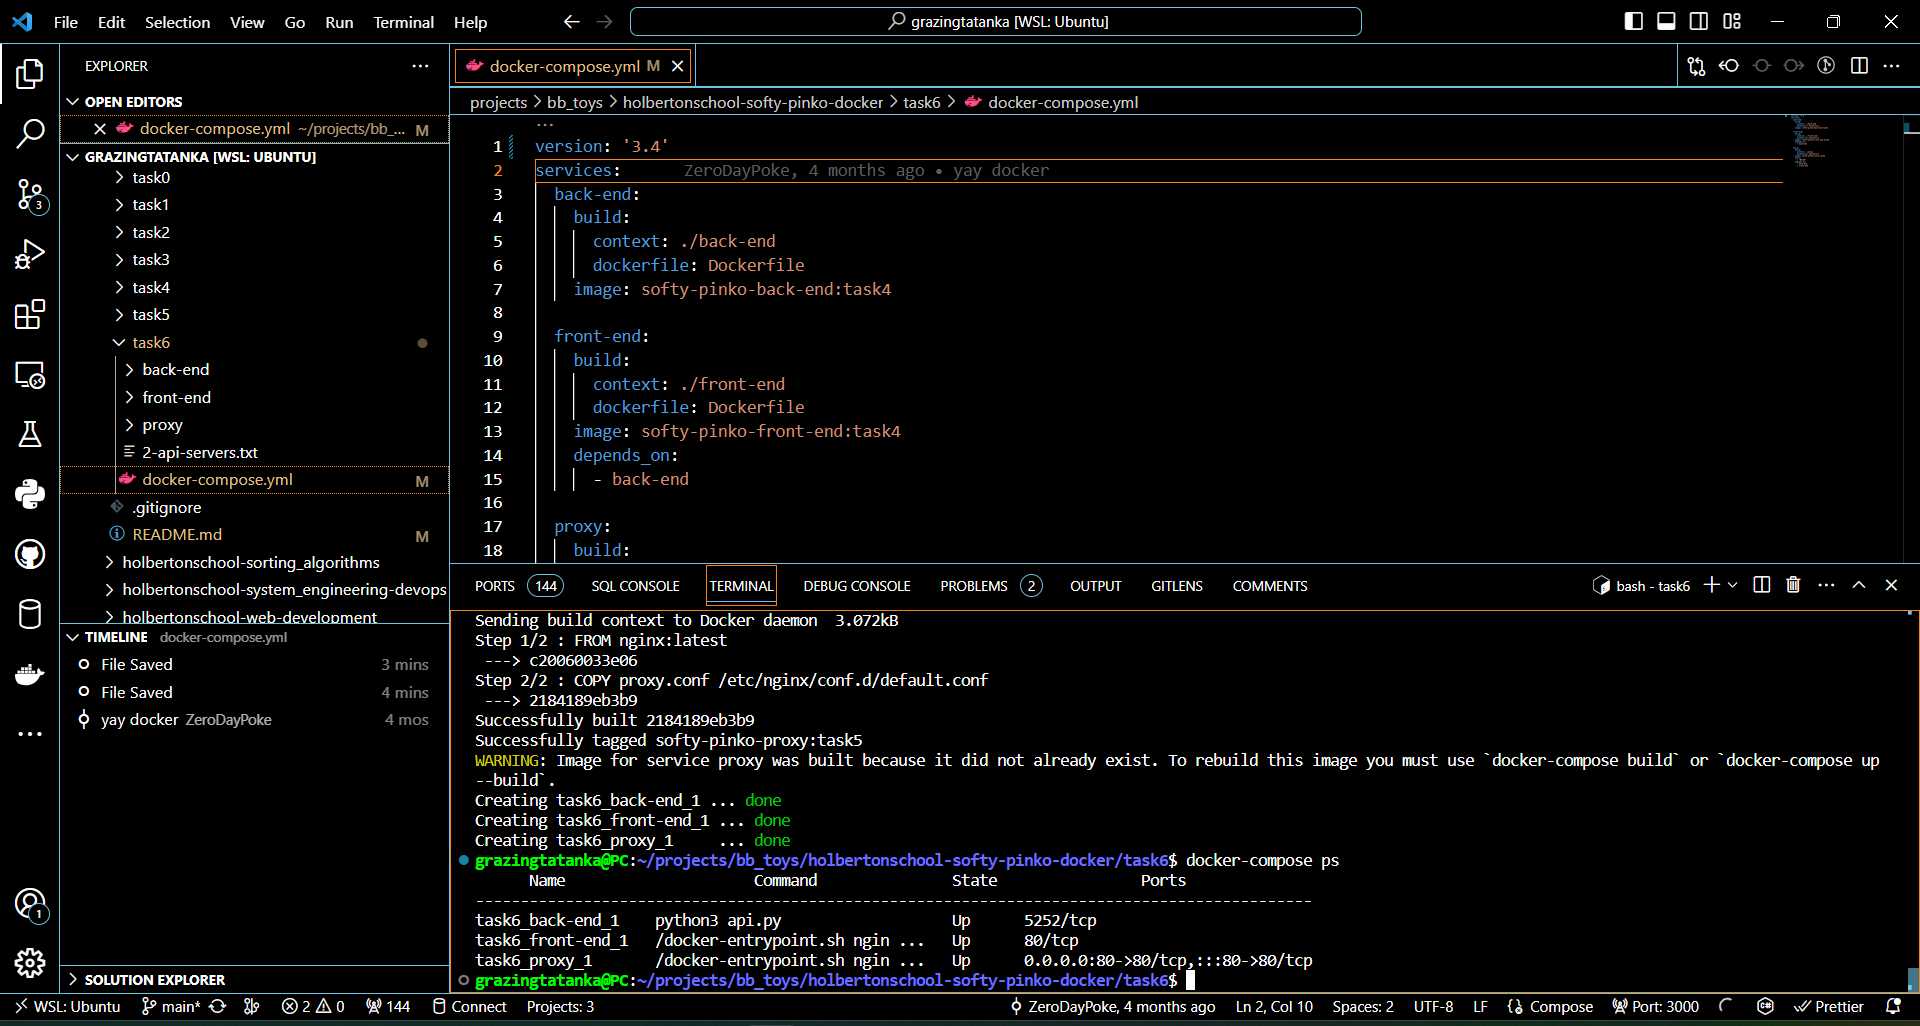 File Edit Selection View Go Run Terminal Help
grazingtatanka [WSL: Ubuntu]
EXPLORER
OPEN EDITORS
docker-compose.yml ~/projects/bb_... M
GRAZINGTATANKA [WSL: UBUNTU]
task0
task1
task2
task3
task4
task5
task6
back-end
front-end
proxy
2-api-servers.txt
docker-compose.yml M
.gitignore
README.md M
holbertonschool-sorting_algorithms
holbertonschool-system_engineering-devops
holbertonschool-web-development
TIMELINE docker-compose.yml
File Saved 3 mins
File Saved 4 mins
yay docker ZeroDayPoke 4 mos
SOLUTION EXPLORER
3
1
docker-compose.yml M
projects > bb_toys > holbertonschool-softy-pinko-docker > task6 > docker-compose.yml
...
1 version: '3.4'
2 services: ZeroDayPoke, 4 months ago • yay docker
3 back-end:
4 build:
5 context: ./back-end
6 dockerfile: Dockerfile
7 image: softy-pinko-back-end:task4
8
9 front-end:
10 build:
11 context: ./front-end
12 dockerfile: Dockerfile
13 image: softy-pinko-front-end:task4
14 depends_on:
15 - back-end
16
17 proxy:
18 build:
PORTS 144 SQL CONSOLE TERMINAL DEBUG CONSOLE PROBLEMS 2 OUTPUT GITLENS COMMENTS bash - task6
Sending build context to Docker daemon 3.072kB
Step 1/2 : FROM nginx:latest
---> c20060033e06
Step 2/2 : COPY proxy.conf /etc/nginx/conf.d/default.conf
---> 2184189eb3b9
Successfully built 2184189eb3b9
Successfully tagged softy-pinko-proxy:task5
WARNING: Image for service proxy was built because it did not already exist. To rebuild this image you must use `docker-compose build` or `docker-compose up
--build`.
Creating task6_back-end_1 ... done
Creating task6_front-end_1 ... done
Creating task6_proxy_1 ... done
grazingtatanka@PC:~/projects/bb_toys/holbertonschool-softy-pinko-docker/task6$ docker-compose ps
Name Command State Ports
--------------------------------------------------------------------------------------------
task6_back-end_1 python3 api.py Up 5252/tcp
task6_front-end_1 /docker-entrypoint.sh ngin ... Up 80/tcp
task6_proxy_1 /docker-entrypoint.sh ngin ... Up 0.0.0.0:80->80/tcp,:::80->80/tcp
grazingtatanka@PC:~/projects/bb_toys/holbertonschool-softy-pinko-docker/task6$
WSL: Ubuntu main* 2 0 144 Connect Projects: 3 ZeroDayPoke, 4 months ago Ln 2, Col 10 Spaces: 2 UTF-8 LF Compose Port: 3000 Prettier